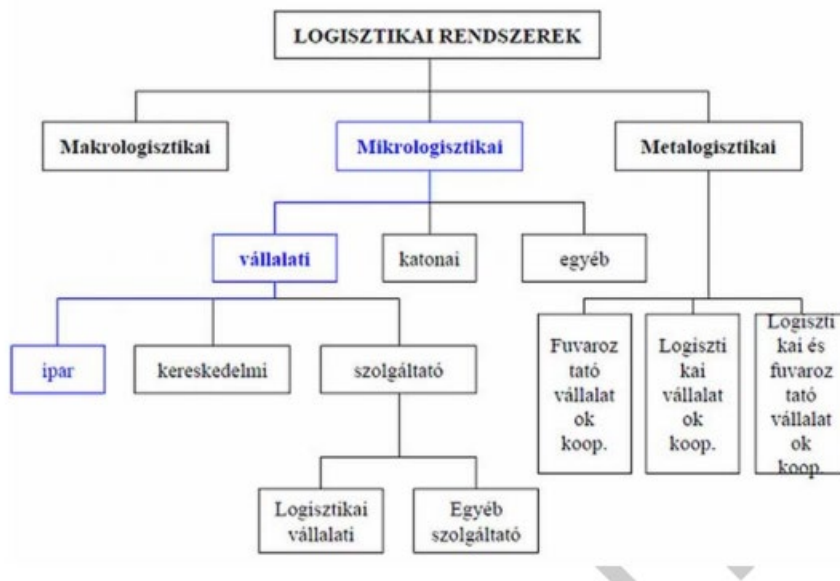 LOGISZTIKAI RENDSZEREK
Makrologisztikai
Mikrologisztikai
Metalogisztikai
vállalati
katonai
egyéb
ipar
kereskedelmi
szolgáltató
Fuvaroz
tató
vállalat
ok
koop.
Logiszti
kai
vállalat
ok
koop.
Logiszti
kai és
fuvaroz
tató
vállalat
ok
koop.
Logisztikai
vállalati
Egyéb
szolgáltató